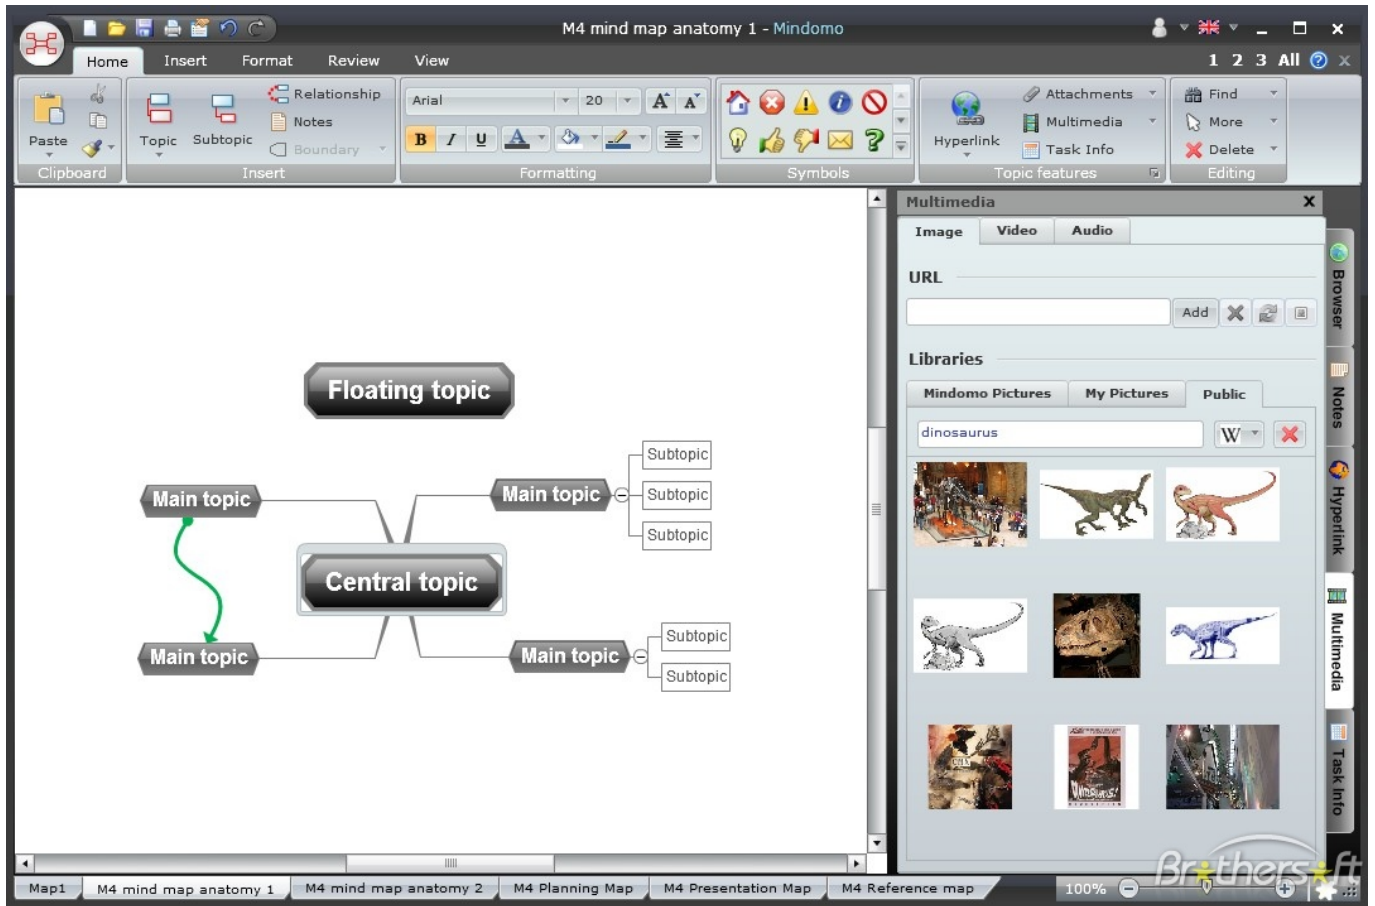 M4 mind map anatomy 1 - Mindomo
Home Insert Format Review View 1 2 3 All ? x
Paste Topic Subtopic Relationship Notes Boundary
Arial 20 A A
B I U A
Hyperlink Attachments Multimedia Task Info
Find More Delete
Clipboard Insert Formatting Symbols Topic features Editing
Multimedia X
Image Video Audio
URL
Add
Libraries
Mindomo Pictures My Pictures Public
dinosaurus W
Floating topic
Main topic
Main topic
Central topic
Main topic
Subtopic
Subtopic
Subtopic
Main topic
Subtopic
Subtopic
Browser
Notes
Hyperlink
Multimedia
Task Info
Map1 M4 mind map anatomy 1 M4 mind map anatomy 2 M4 Planning Map M4 Presentation Map M4 Reference map 100%
Brothersoft